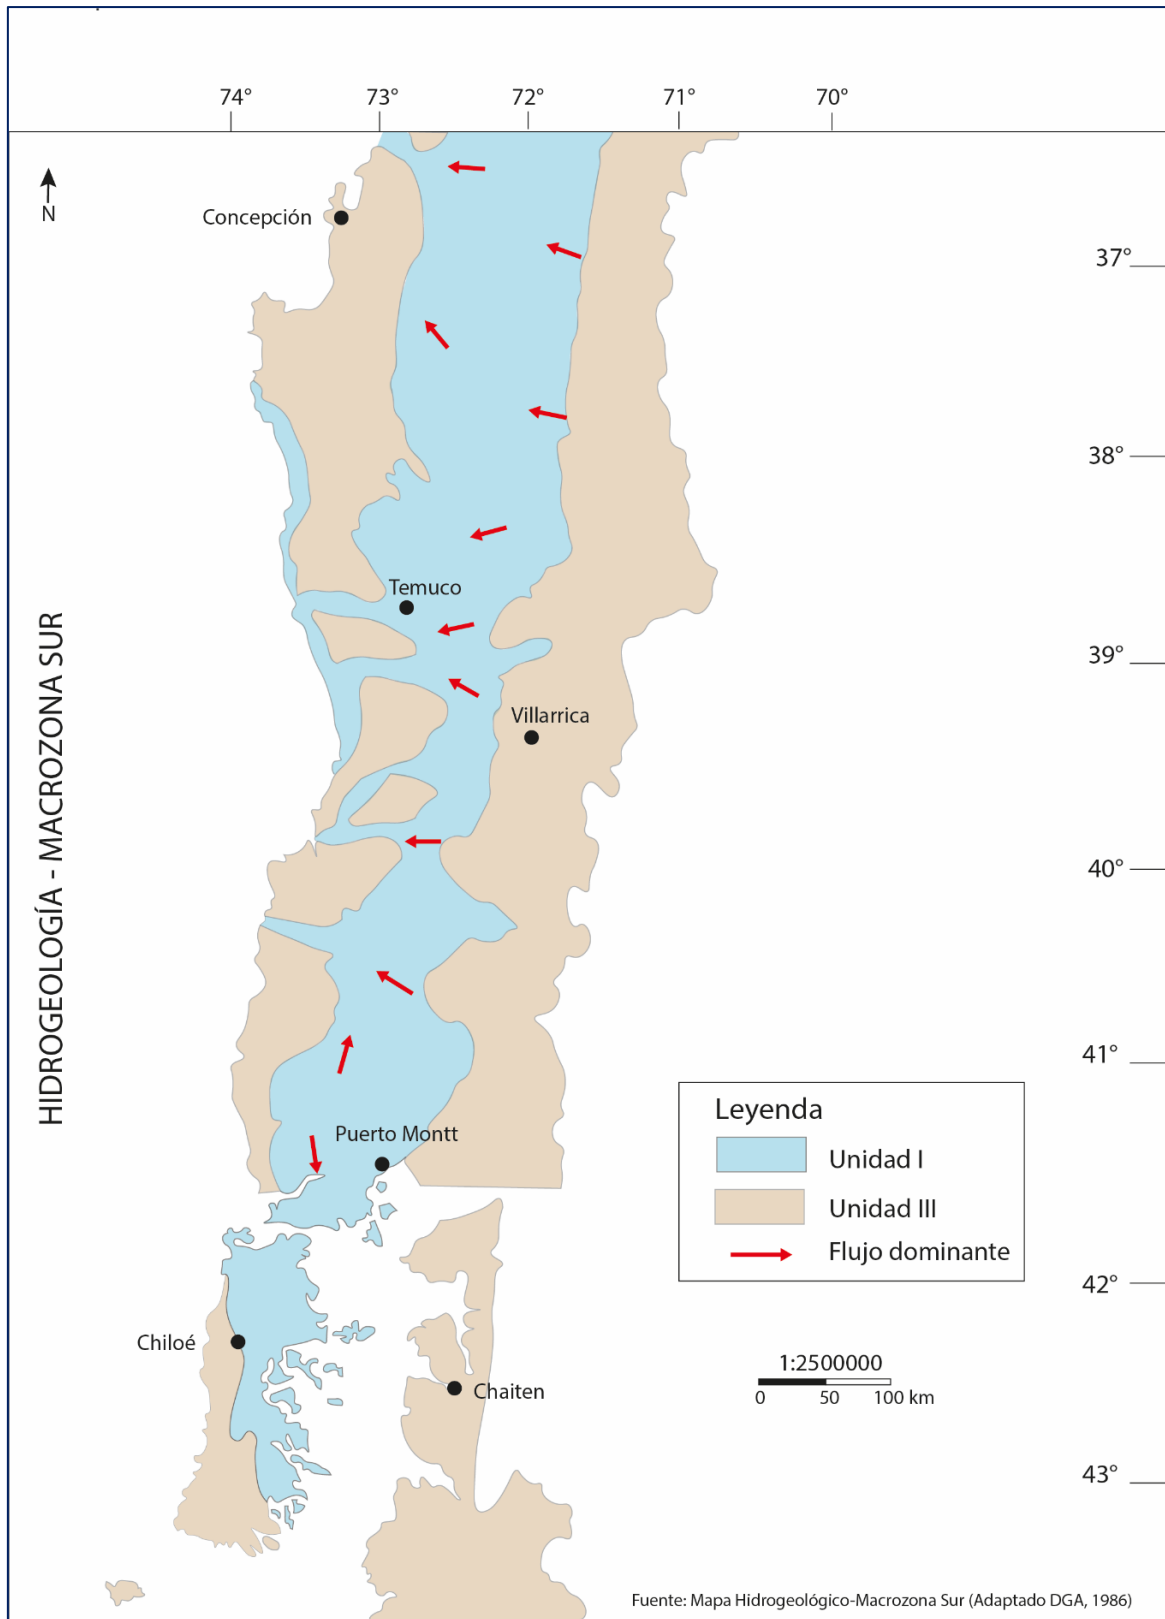 74° 73° 72° 71° 70°
N
Concepción
37°
38°
Temuco
HIDROGEOLOGÍA - MACROZONA SUR
39°
Villarrica
40°
41°
Leyenda
Puerto Montt
Unidad I
Unidad III
Flujo dominante
42°
Chiloé
1:2500000
Chaiten
0 50 100 km
43°
Fuente: Mapa Hidrogeológico-Macrozona Sur (Adaptado DGA, 1986)